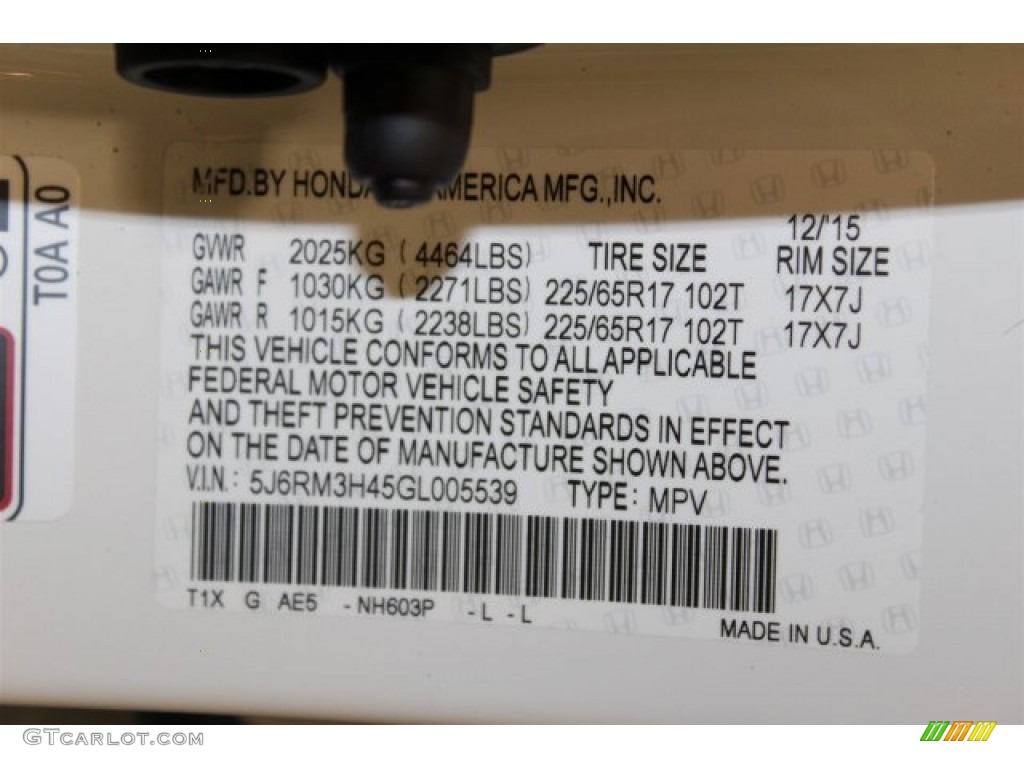 MFD.BY HONDA AMERICA MFG.,INC.
12/'15
GVWR 2025KG ( 4464LBS) TIRE SIZE RIM SIZE
GAWR F 1030KG ( 2271LBS) 225/65R17 102T 17X7J
GAWR R 1015KG ( 2238LBS) 225/65R17 102T 17X7J
THIS VEHICLE CONFORMS TO ALL APPLICABLE
FEDERAL MOTOR VEHICLE SAFETY
AND THEFT PREVENTION STANDARDS IN EFFECT
ON THE DATE OF MANUFACTURE SHOWN ABOVE.
V.I.N.: 5J6RM3H45GL005539 TYPE: MPV
T1X G AE5 -NH603P -L -L
MADE IN U.S.A.
T0A A0
GTCARLOT.COM